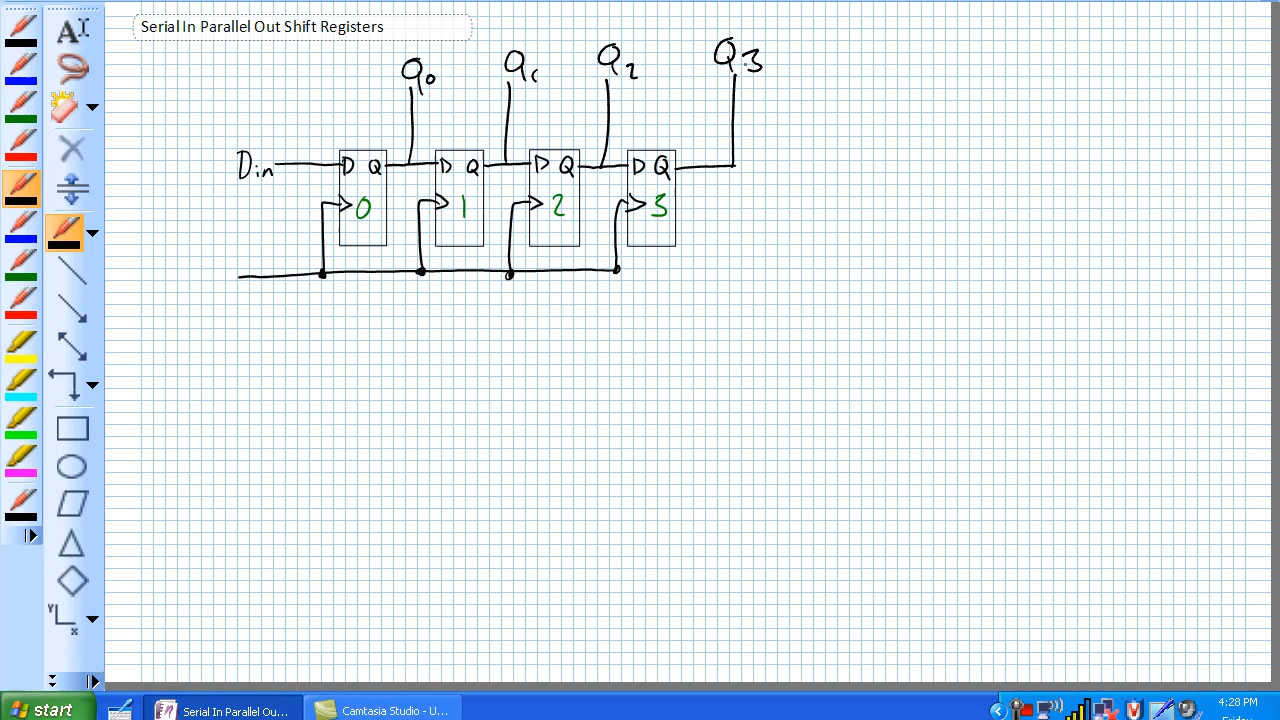 Serial In Parallel Out Shift Registers
Q0 Q1 Q2 Q3
Din D Q D Q D Q D Q
0 1 2 3
start Serial In Parallel Ou... Camtasia Studio - U... 4:28 PM
Friday